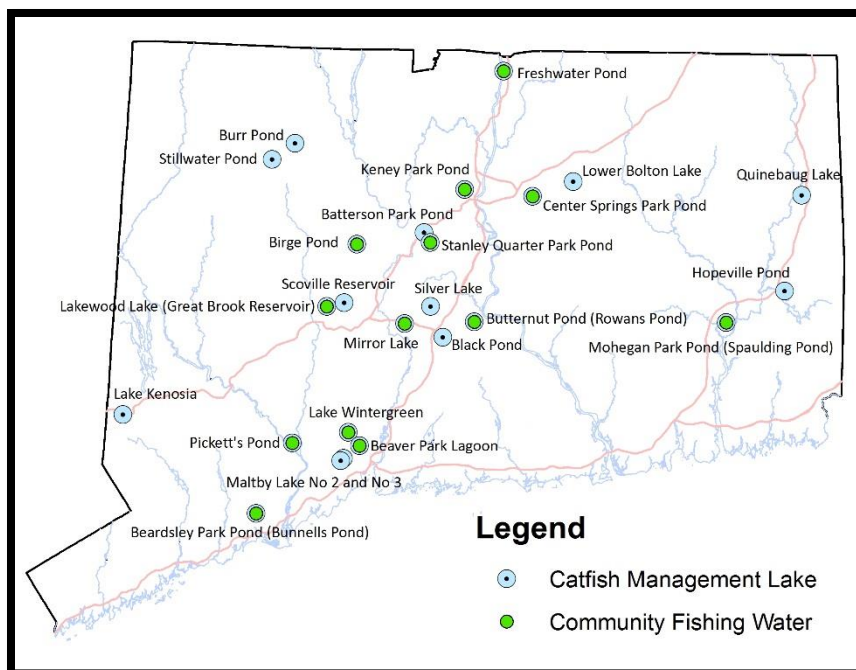 Freshwater Pond
Burr Pond
Stillwater Pond
Keney Park Pond
Lower Bolton Lake
Quinebaug Lake
Center Springs Park Pond
Batterson Park Pond
Birge Pond
Stanley Quarter Park Pond
Scoville Reservoir
Silver Lake
Hopeville Pond
Lakewood Lake (Great Brook Reservoir)
Butternut Pond (Rowans Pond)
Mirror Lake
Black Pond
Mohegan Park Pond (Spaulding Pond)
Lake Kenosia
Lake Wintergreen
Pickett's Pond
Beaver Park Lagoon
Maltby Lake No 2 and No 3
Beardsley Park Pond (Bunnells Pond)
Legend
Catfish Management Lake
Community Fishing Water